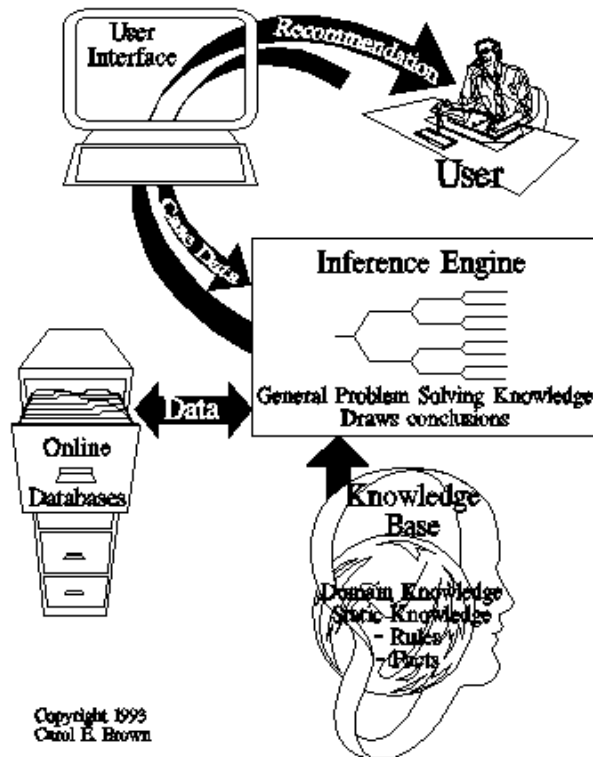 User
Interface
Recommendation
User
Case Data
Inference Engine
General Problem Solving Knowledge
Draws conclusions
Data
Online
Databases
Knowledge
Base
Domain Knowledge
Static Knowledge
- Rules
- Facts
Copyright 1993
Carol E. Brown